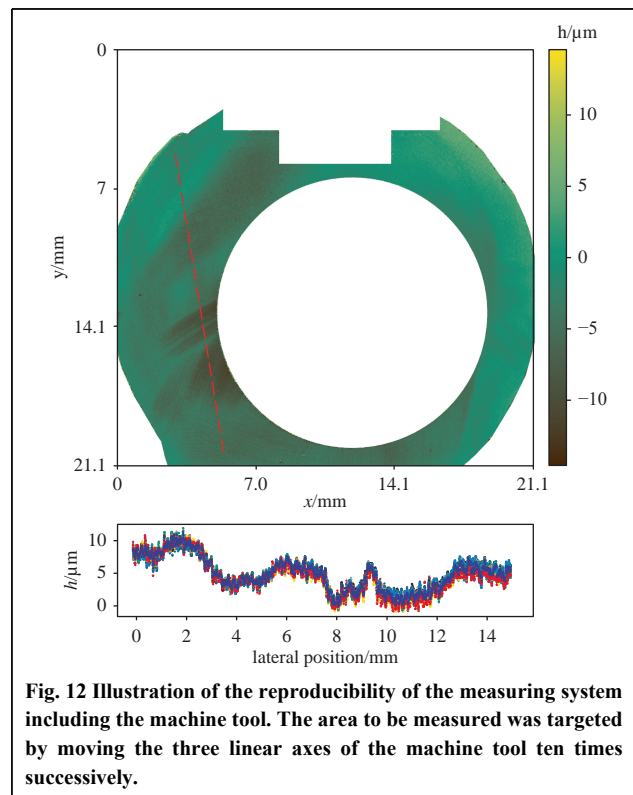 h/µm
0
7
14.1
21.1
y/mm
0 7.0 14.1 21.1
x/mm
10
5
0
−5
−10
10
5
0
h/µm
0 2 4 6 8 10 12 14
lateral position/mm
Fig. 12 Illustration of the reproducibility of the measuring system
including the machine tool. The area to be measured was targeted
by moving the three linear axes of the machine tool ten times
successively.